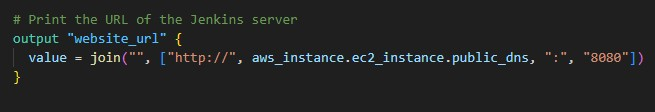 # Print the URL of the Jenkins server
output "website_url" {
  value = join("", ["http://", aws_instance.ec2_instance.public_dns, ":", "8080"])
}